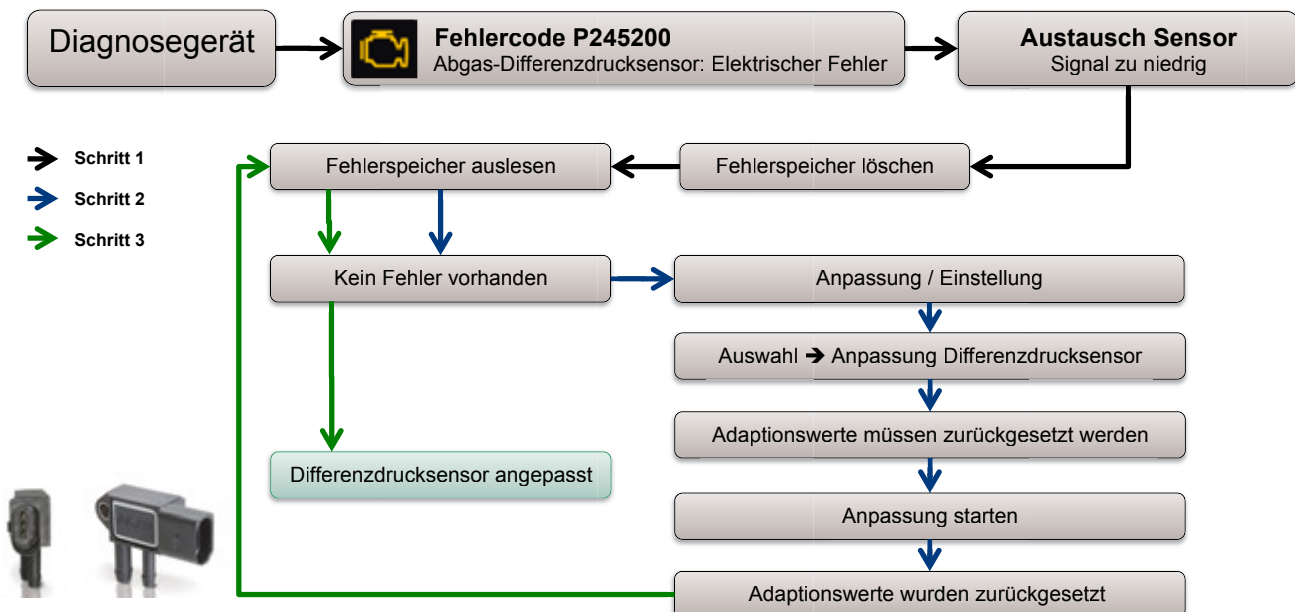 Diagnosegerät
Fehlercode P245200
Abgas-Differenzdrucksensor: Elektrischer Fehler
Austausch Sensor
Signal zu niedrig
Schritt 1
Schritt 2
Schritt 3
Fehlerspeicher auslesen
Fehlerspeicher löschen
Kein Fehler vorhanden
Anpassung / Einstellung
Auswahl ➔ Anpassung Differenzdrucksensor
Adaptionswerte müssen zurückgesetzt werden
Differenzdrucksensor angepasst
Anpassung starten
Adaptionswerte wurden zurückgesetzt